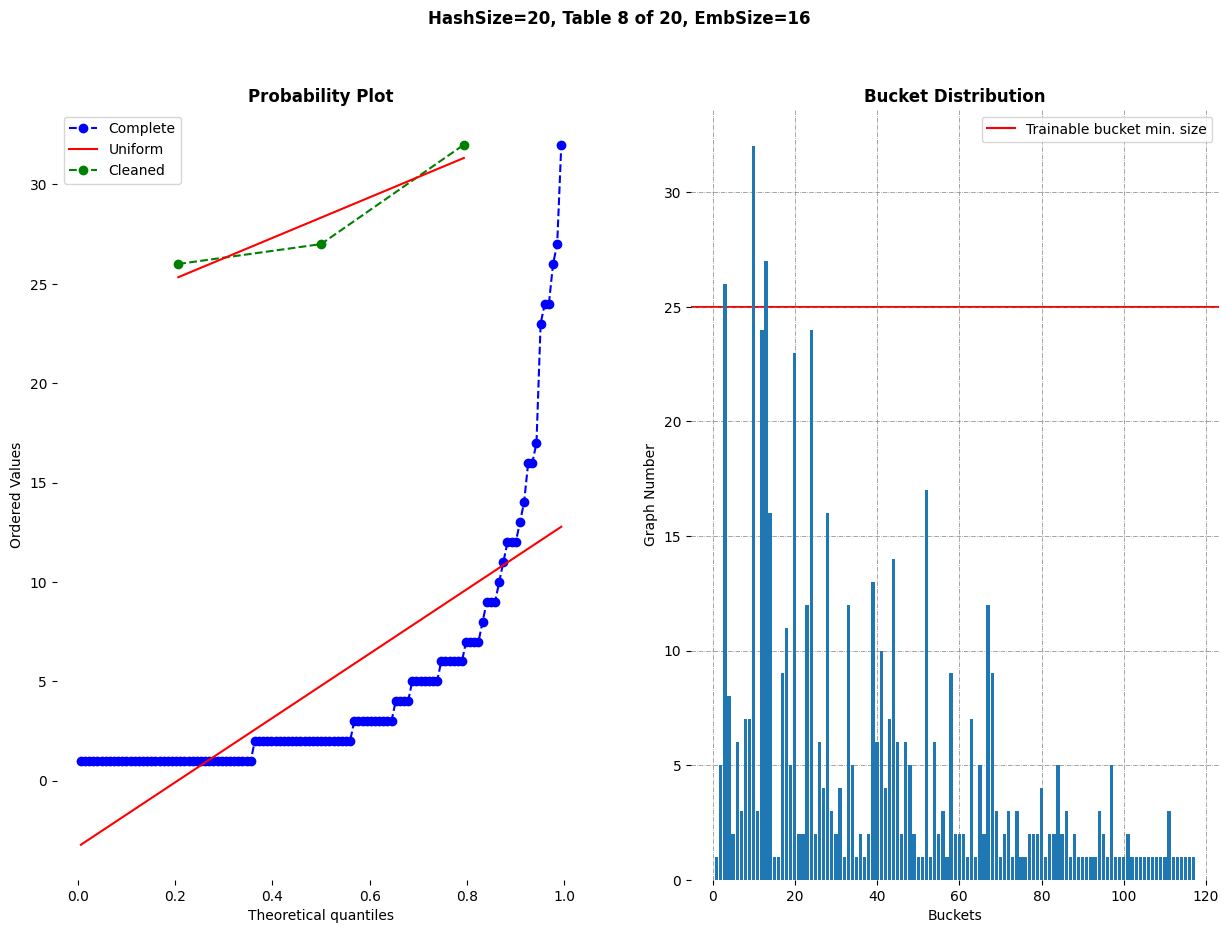 HashSize=20, Table 8 of 20, EmbSize=16
Probability Plot
Complete
Uniform
Cleaned
30
25
20
15
10
5
0
Ordered Values
0.0 0.2 0.4 0.6 0.8 1.0
Theoretical quantiles
Bucket Distribution
Trainable bucket min. size
30
25
20
15
10
5
0
Graph Number
0 20 40 60 80 100 120
Buckets